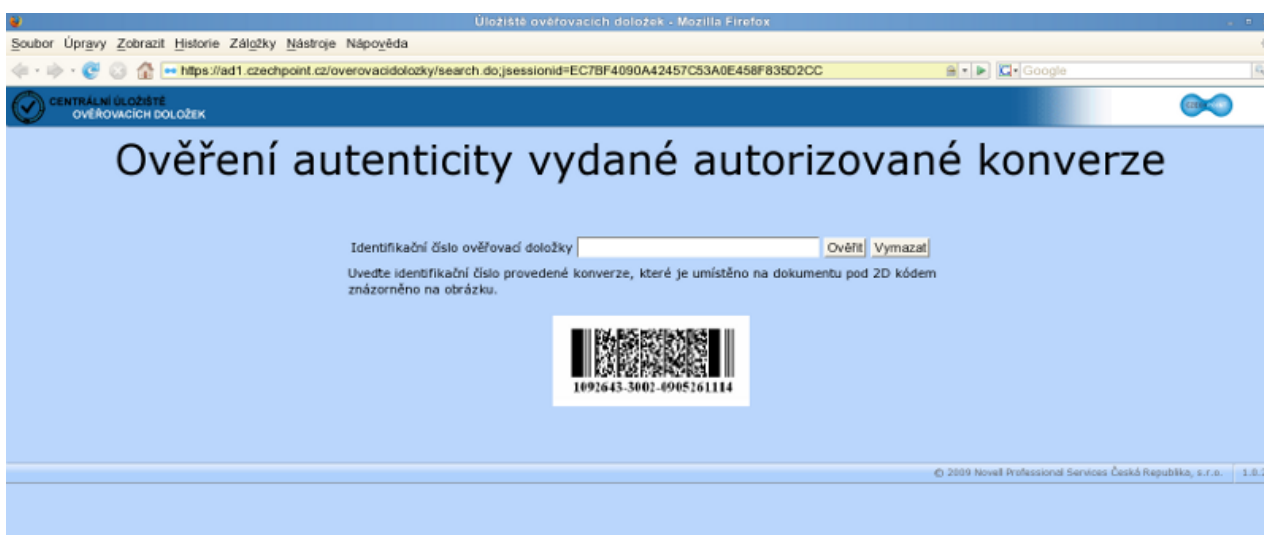 Úložiště ověřovacích doložek - Mozilla Firefox
Soubor Úpravy Zobrazit Historie Záložky Nástroje Nápověda
https://ad1.czechpoint.cz/overovacidolozky/search.do;jsessionid=EC7BF4090A42457C53A0E458F835D2CC Google
CENTRÁLNÍ ÚLOŽIŠTĚ
OVĚŘOVACÍCH DOLOŽEK
Ověření autenticity vydané autorizované konverze
Identifikační číslo ověřovací doložky Ověřit Vymazat
Uveďte identifikační číslo provedené konverze, které je umístěno na dokumentu pod 2D kódem
znázorněno na obrázku.
1092643-3002-0905261114
© 2009 Novell Professional Services Česká Republika, s.r.o. 1.0.